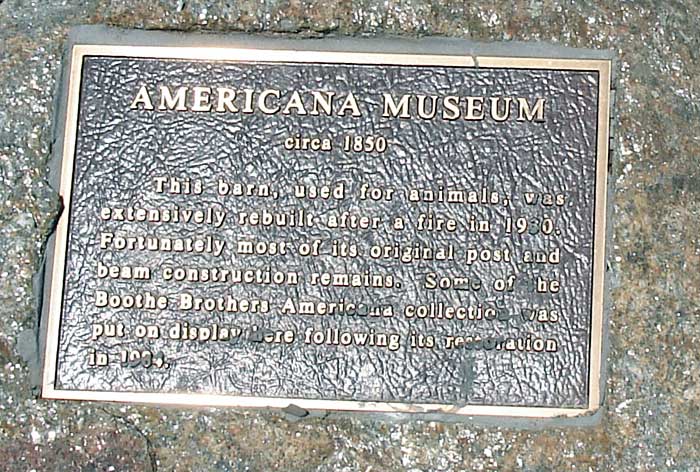 AMERICANA MUSEUM
circa 1850
This barn, used for animals, was
extensively rebuilt after a fire in
Fortunately most of its original post and
beam construction remains. Some of the
Boothe Brothers Americana collection was
put on display here following its restoration
in